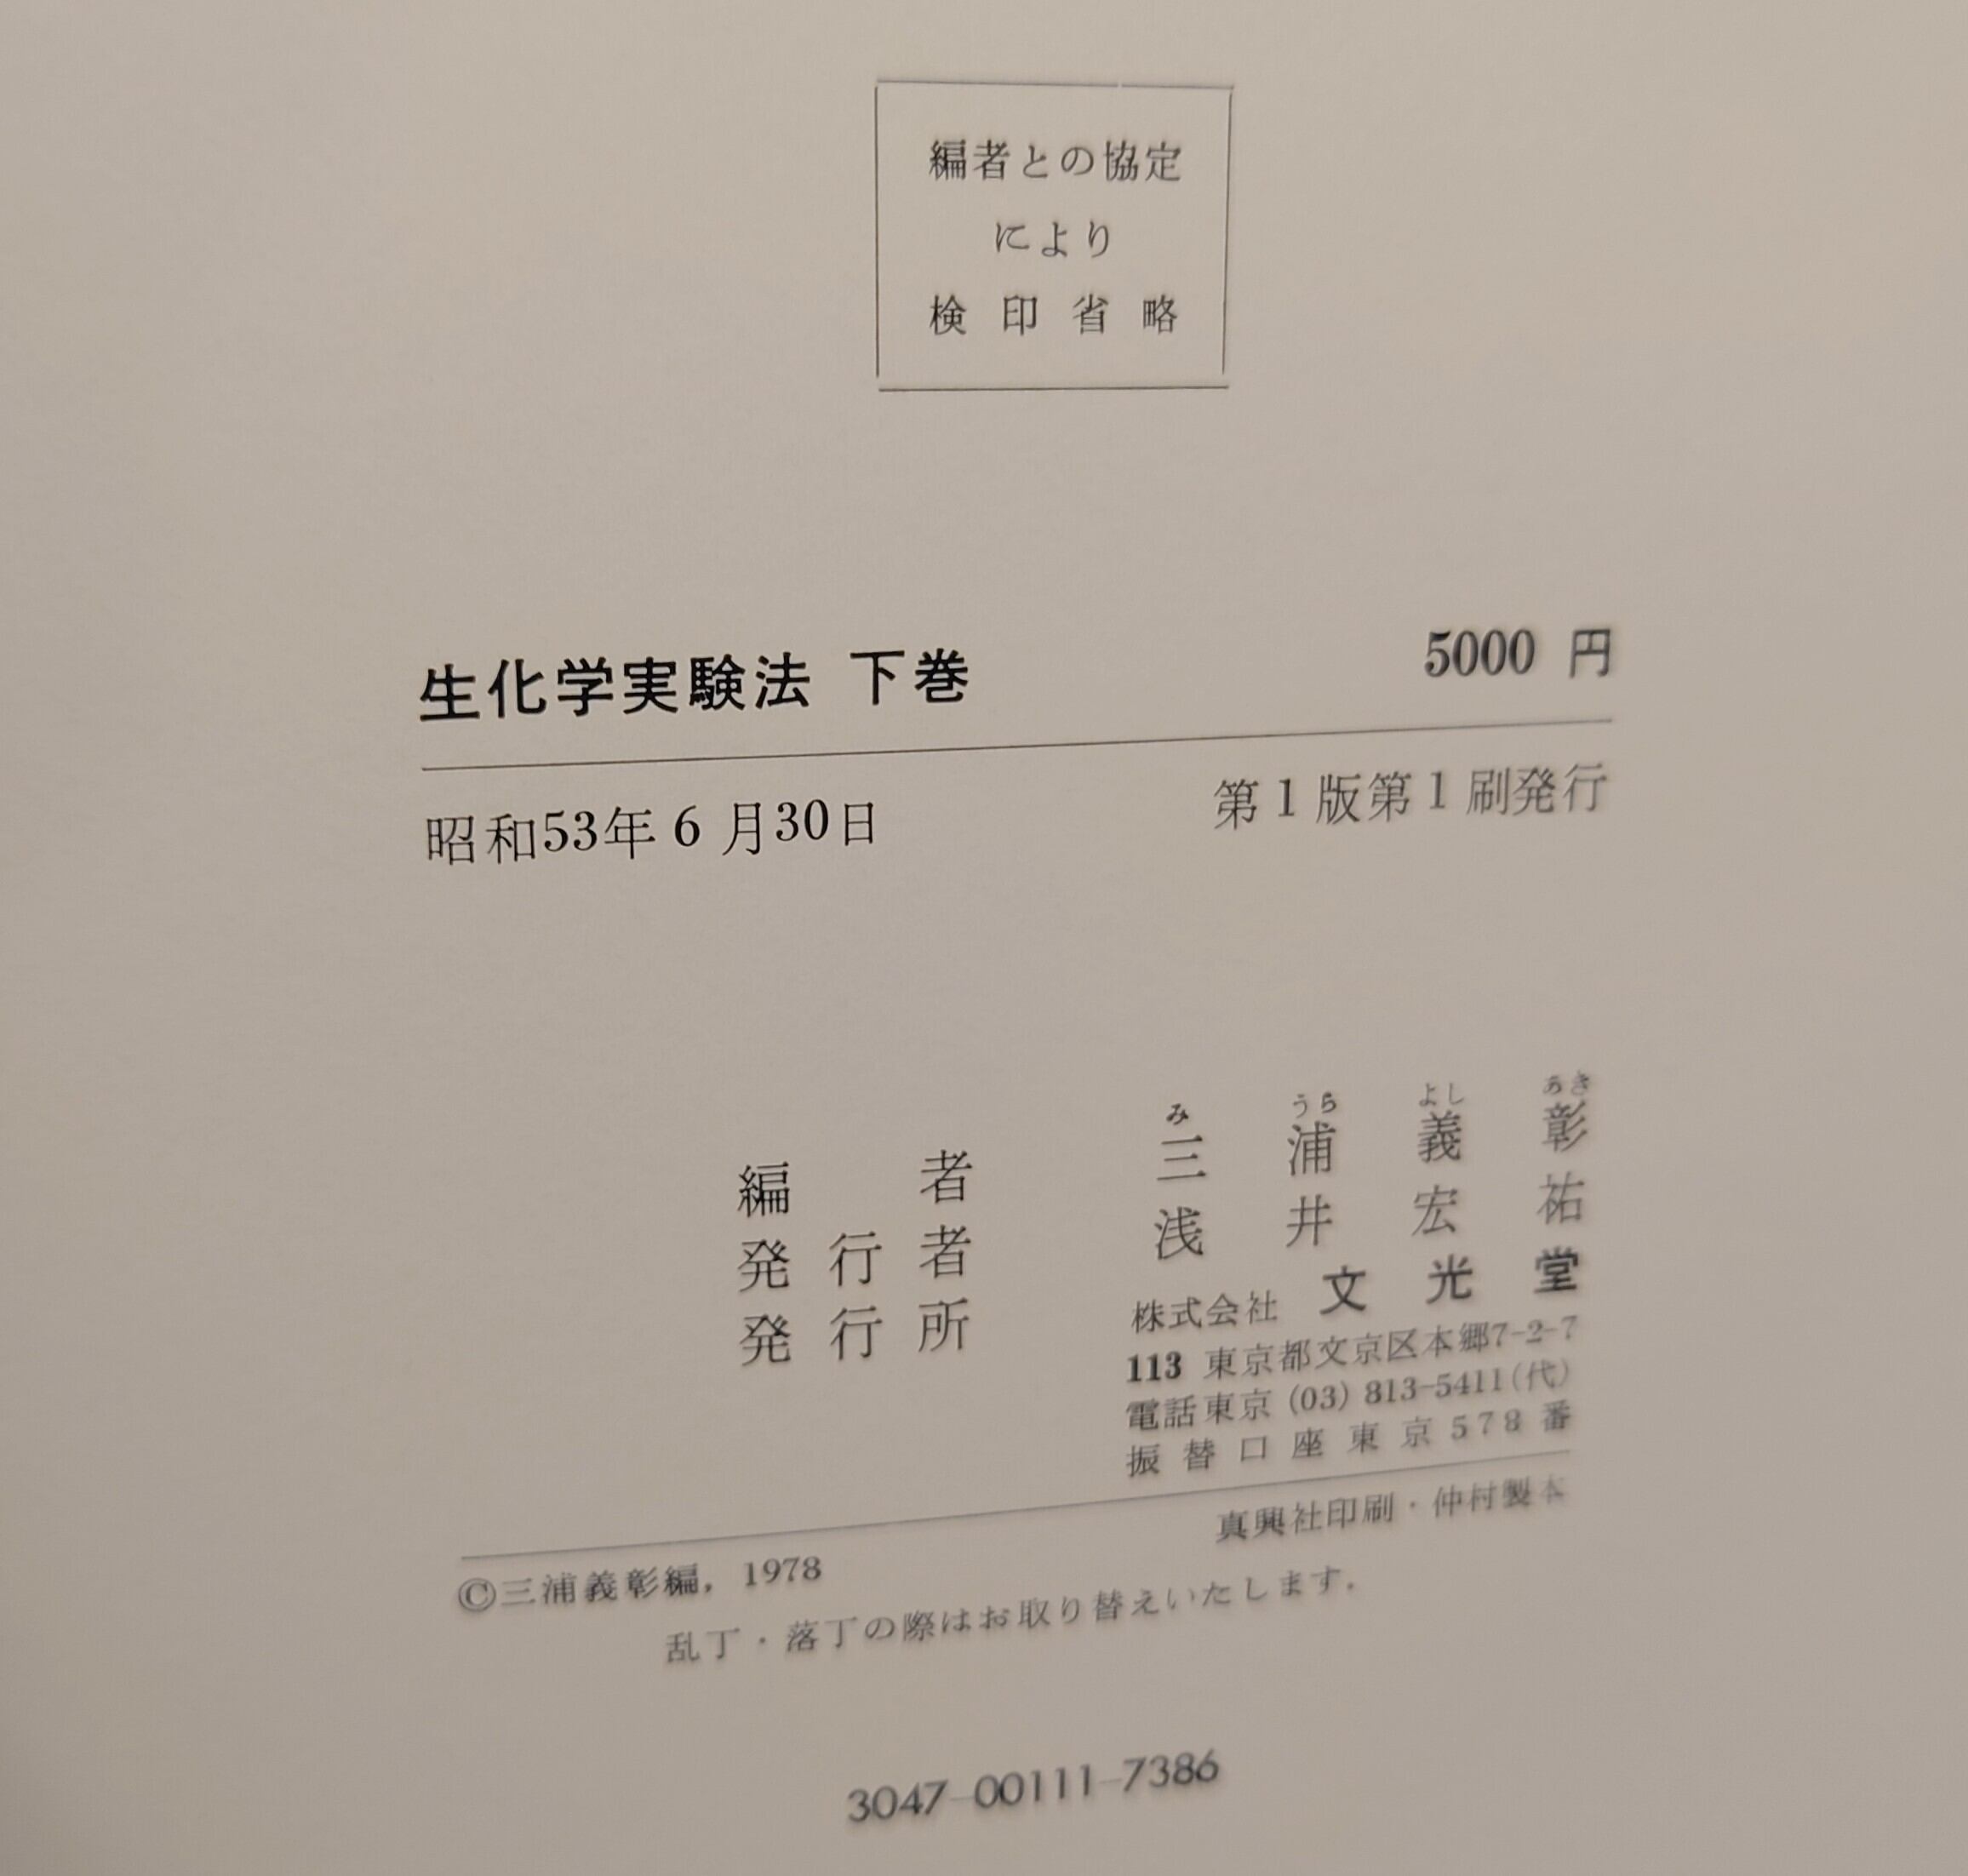 編者との協定
により
検印省略
生化学実験法 下巻 5000 円
昭和53年6月30日 第1版第1刷発行
編者 三浦義彰 みうらよしあき
発行者 浅井宏祐
発行所 株式会社 文光堂
113 東京都文京区本郷7-2-7
電話東京 (03) 813-5411(代)
振替口座東京578番
真興社印刷・仲村製本
©三浦義彰編，1978
乱丁・落丁の際はお取り替えいたします．
3047-00111-7386